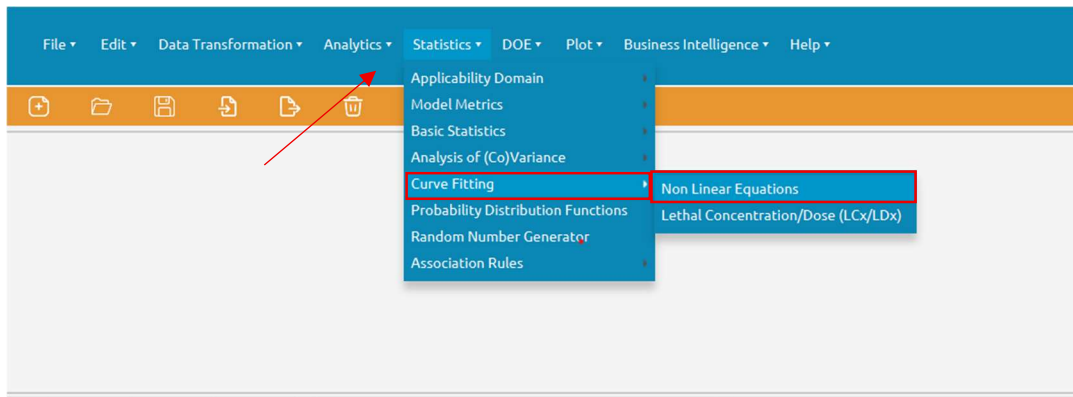 File Edit Data Transformation Analytics Statistics DOE Plot Business Intelligence Help
Applicability Domain
Model Metrics
Basic Statistics
Analysis of (Co)Variance
Curve Fitting
Non Linear Equations
Probability Distribution Functions
Lethal Concentration/Dose (LCx/LDx)
Random Number Generator
Association Rules